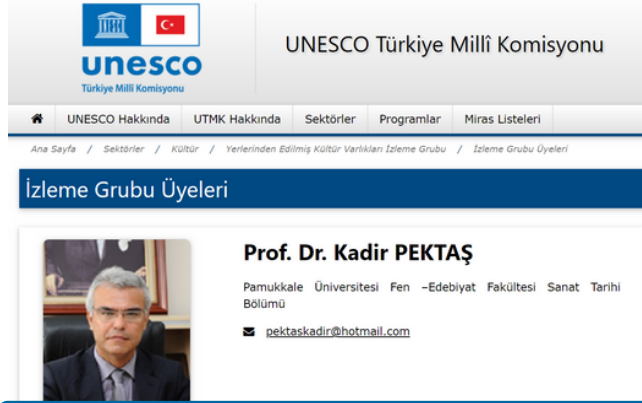 unesco
Türkiye Millî Komisyonu
UNESCO Türkiye Millî Komisyonu
UNESCO Hakkında UTMK Hakkında Sektörler Programlar Miras Listeleri
Ana Sayfa / Sektörler / Kültür / Yerlerinden Edilmiş Kültür Varlıkları İzleme Grubu / İzleme Grubu Üyeleri
İzleme Grubu Üyeleri
Prof. Dr. Kadir PEKTAŞ
Pamukkale Üniversitesi Fen –Edebiyat Fakültesi Sanat Tarihi
Bölümü
pektaskadir@hotmail.com